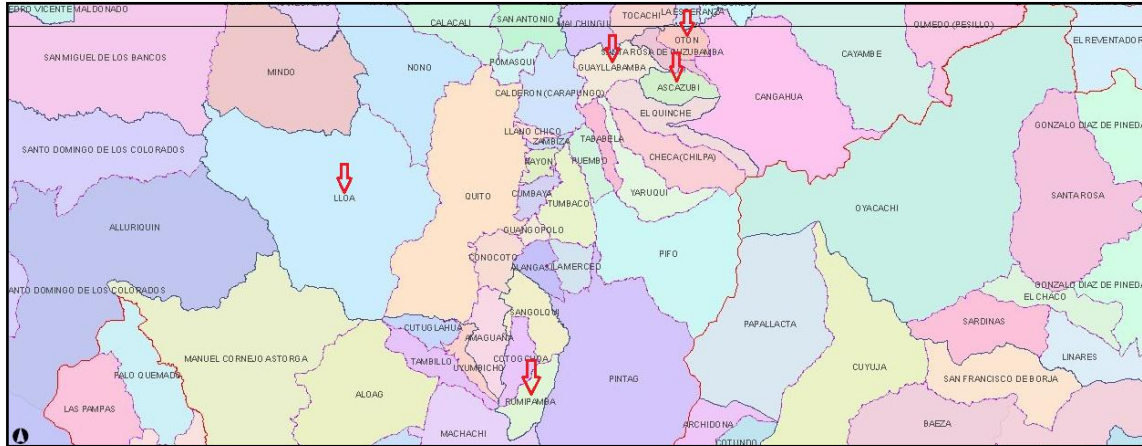 PEDRO VICENTE MALDONADO
CALACALI
SAN ANTONIO
MALCHINGUI
TOCACHI
LA ESPERANZA
OLMEDO (PESILLO)
SAN MIGUEL DE LOS BANCOS
MINDO
NONO
POMASQUI
OTON
SANTA ROSA DE CUZUBAMBA
GUAYLLABAMBA
CAYAMBE
EL REVENTADOR
CALDERON (CARAPUNGO)
ASCAZUBI
CANGAHUA
EL QUINCHE
GONZALO DIAZ DE PINEDA
SANTO DOMINGO DE LOS COLORADOS
LLANO CHICO
ZAMBIZA
TABABELA
CHECA (CHILPA)
NAYON
PUEMBO
LLOA
QUITO
CUMBAYA
TUMBACO
YARUQUI
SANTA ROSA
OYACACHI
ALLURIQUIN
GUANGOPOLO
CONOCOTO
ALANGASI
LA MERCED
PIFO
SANTO DOMINGO DE LOS COLORADOS
GONZALO DIAZ DE PINEDA
EL CHACO
SANGOLQUI
PAPALLACTA
SARDINAS
CUTUGLAHUA
AMAGUAÑA
MANUEL CORNEJO ASTORGA
TAMBILLO
UYUMBICHO
COTOGCHOA
LINARES
PALO QUEMADO
CUYUJA
SAN FRANCISCO DE BORJA
ALOAG
PINTAG
RUMIPAMBA
LAS PAMPAS
MACHACHI
ARCHIDONA
BAEZA
COTUNDO